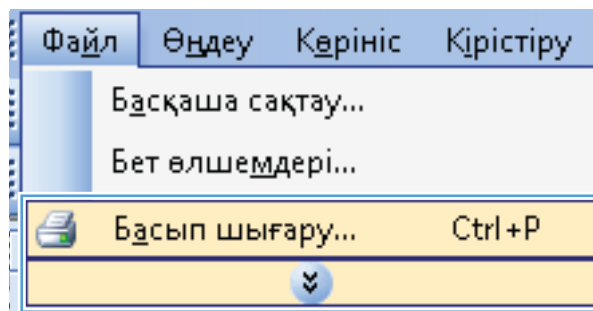 Файл Өңдеу Көрініс Кірістіру
Басқаша сақтау...
Бет өлшемдері...
Басып шығару... Ctrl+P